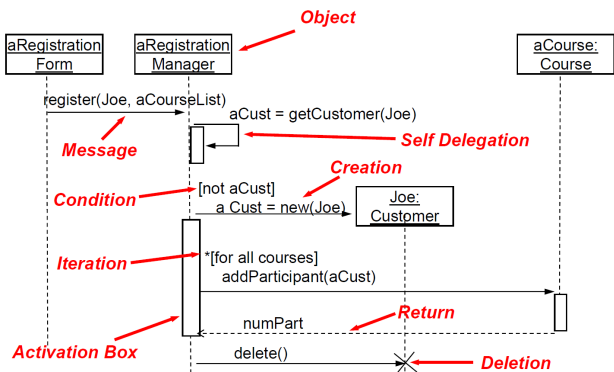 Object
aRegistration
Form
aRegistration
Manager
aCourse:
Course
register(Joe, aCourseList)
aCust = getCustomer(Joe)
Message
Self Delegation
Creation
Condition
[not aCust]
a Cust = new(Joe)
Joe:
Customer
Iteration
*[for all courses]
addParticipant(aCust)
Return
numPart
Activation Box
delete()
Deletion